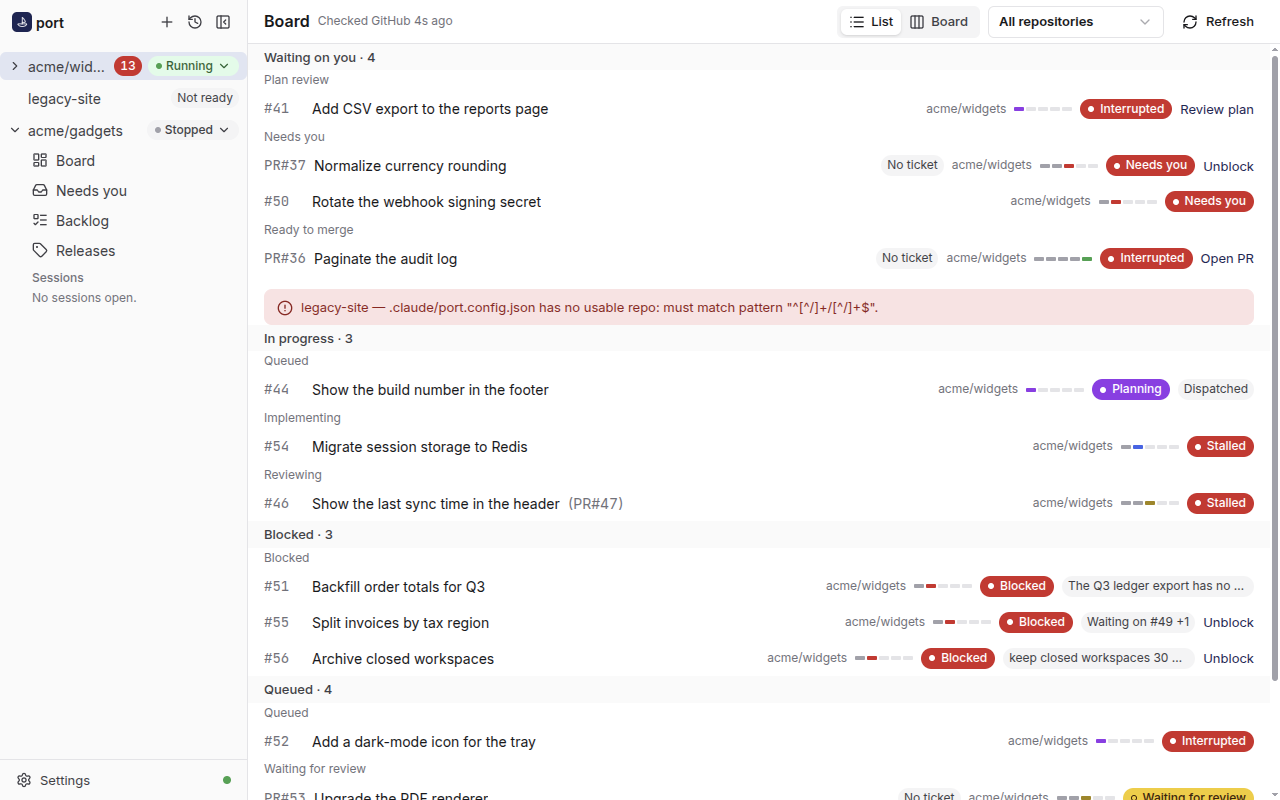 port
acme/wid... 13 Running
legacy-site Not ready
acme/gadgets Stopped
Board
Needs you
Backlog
Releases
Sessions
No sessions open.
Settings
Board Checked GitHub 4s ago List Board All repositories Refresh
Waiting on you · 4
Plan review
#41 Add CSV export to the reports page acme/widgets Interrupted Review plan
Needs you
PR#37 Normalize currency rounding No ticket acme/widgets Needs you Unblock
#50 Rotate the webhook signing secret acme/widgets Needs you
Ready to merge
PR#36 Paginate the audit log No ticket acme/widgets Interrupted Open PR
legacy-site — .claude/port.config.json has no usable repo: must match pattern "^[^/]+/[^/]+$".
In progress · 3
Queued
#44 Show the build number in the footer acme/widgets Planning Dispatched
Implementing
#54 Migrate session storage to Redis acme/widgets Stalled
Reviewing
#46 Show the last sync time in the header (PR#47) acme/widgets Stalled
Blocked · 3
Blocked
#51 Backfill order totals for Q3 acme/widgets Blocked The Q3 ledger export has no ...
#55 Split invoices by tax region acme/widgets Blocked Waiting on #49 +1 Unblock
#56 Archive closed workspaces acme/widgets Blocked keep closed workspaces 30 ... Unblock
Queued · 4
Queued
#52 Add a dark-mode icon for the tray acme/widgets Interrupted
Waiting for review
PR#53 Upgrade the PDF renderer No ticket acme/widgets Waiting for review